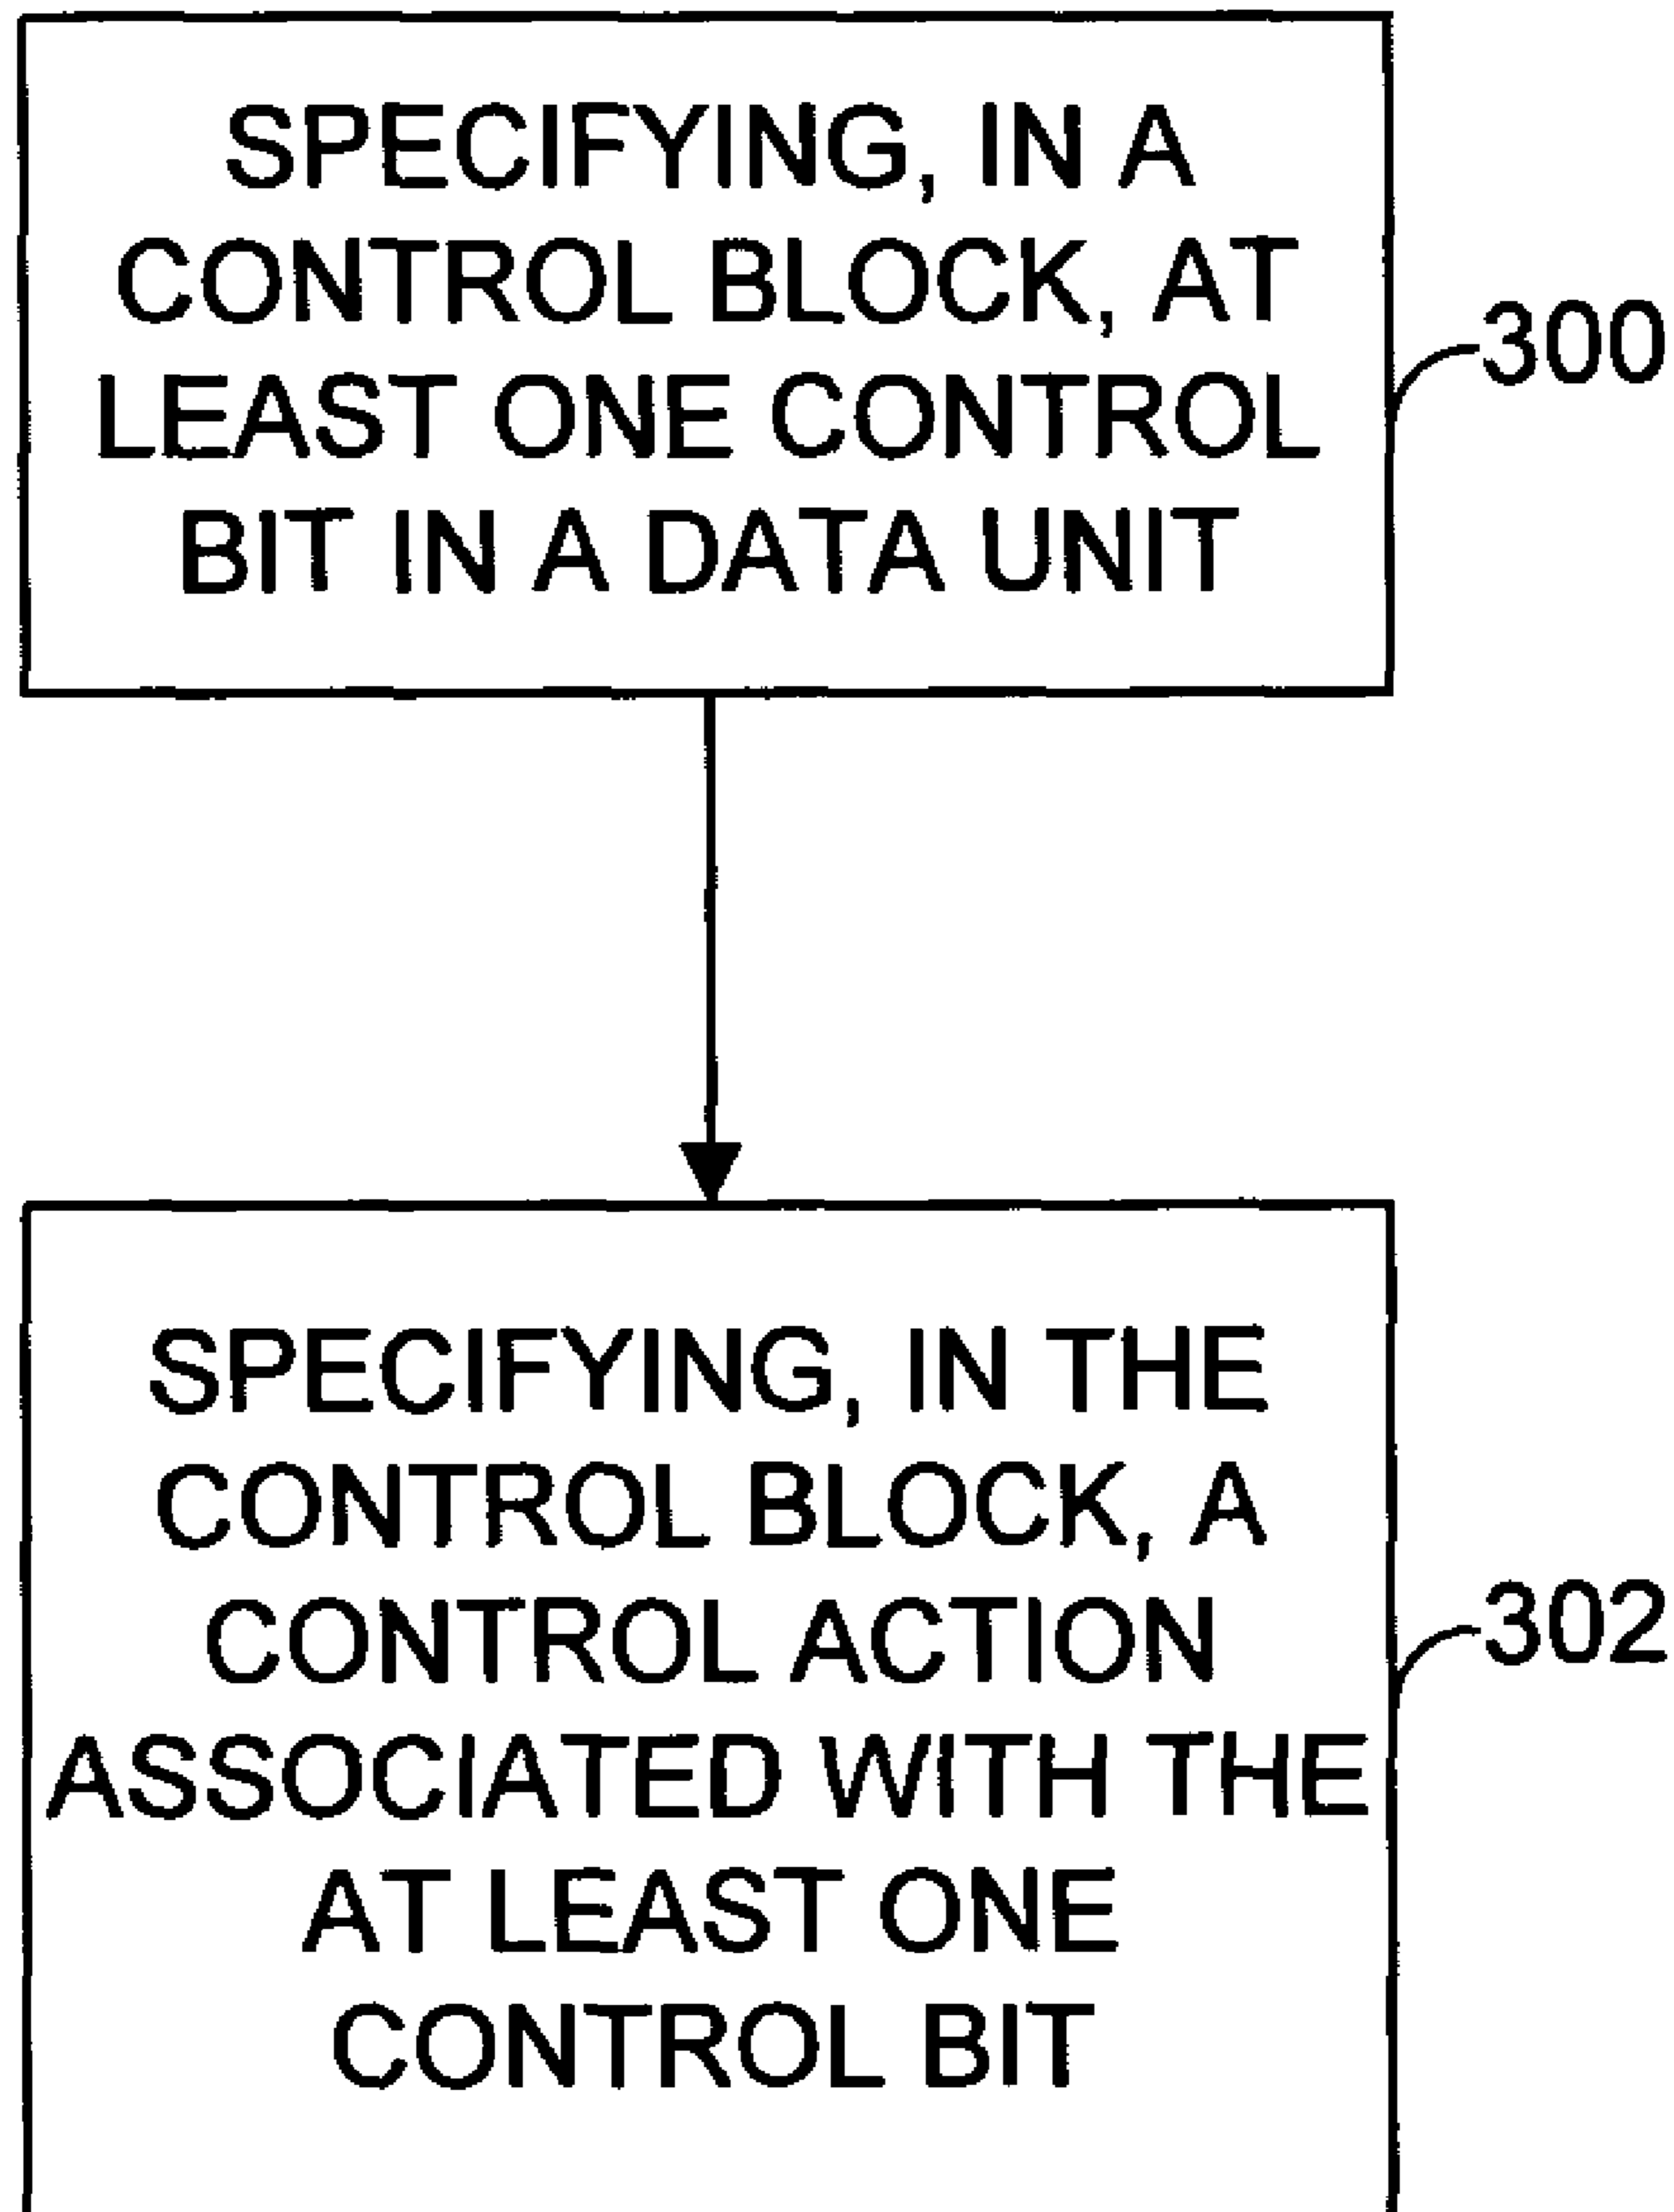 SPECIFYING, IN A
CONTROL BLOCK, AT
LEAST ONE CONTROL
BIT IN A DATA UNIT
300
SPECIFYING, IN THE
CONTROL BLOCK, A
CONTROL ACTION
ASSOCIATED WITH THE
AT LEAST ONE
CONTROL BIT
302